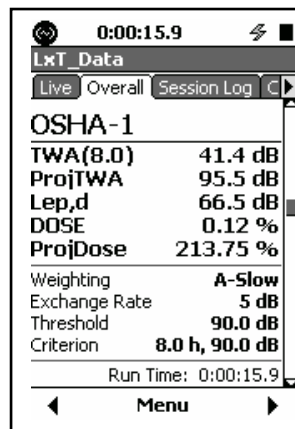 0:00:15.9
LxT_Data
Live Overall Session Log C
OSHA-1
TWA(8.0) 41.4 dB
ProjTWA 95.5 dB
Lep,d 66.5 dB
DOSE 0.12 %
ProjDose 213.75 %
Weighting A-Slow
Exchange Rate 5 dB
Threshold 90.0 dB
Criterion 8.0 h, 90.0 dB
Run Time: 0:00:15.9
Menu